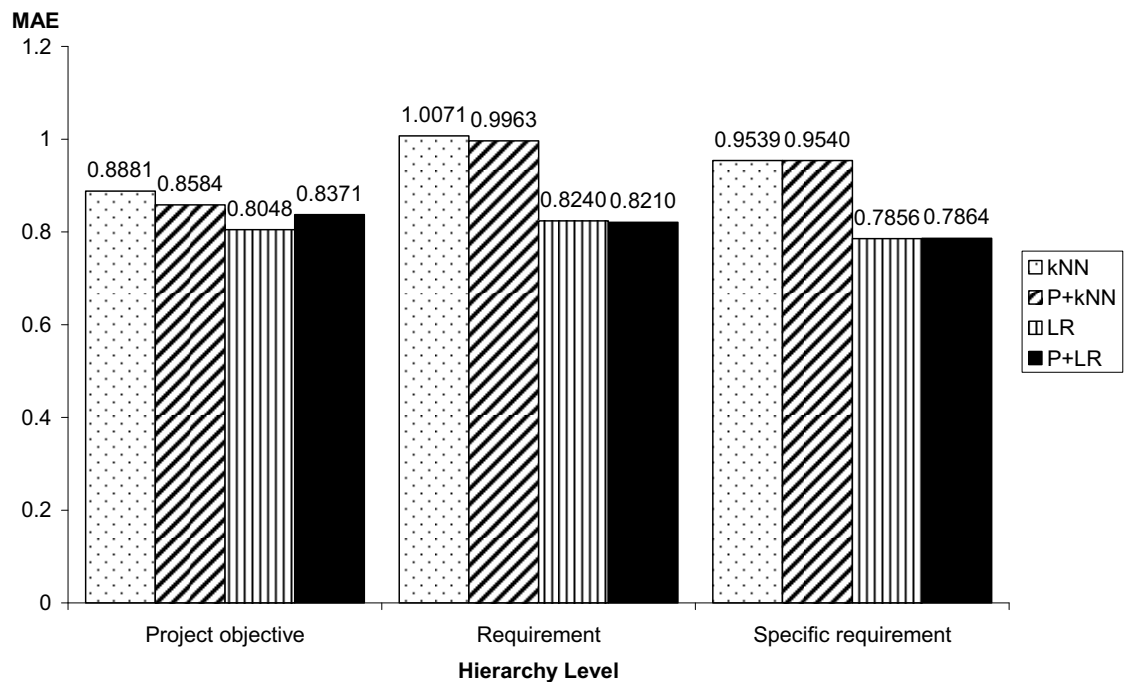 MAE
1.2
1
0.8
0.6
0.4
0.2
0
0.8881
0.8584
0.8048
0.8371
1.0071
0.9963
0.8240
0.8210
0.9539
0.9540
0.7856
0.7864
Project objective
Requirement
Specific requirement
Hierarchy Level
kNN
P+kNN
LR
P+LR